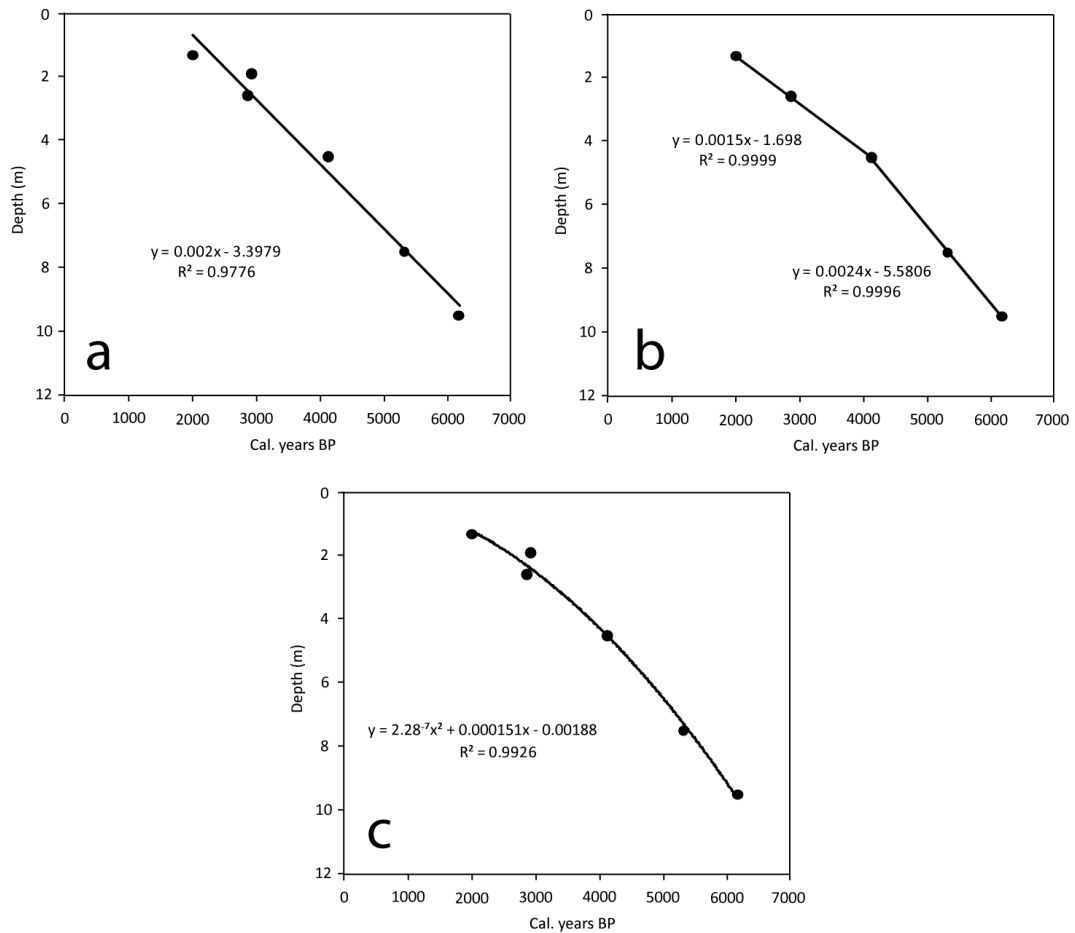 0
2
4
6
8
10
12
Depth (m)
y = 0.002x - 3.3979
R² = 0.9776
a
0 1000 2000 3000 4000 5000 6000 7000
Cal. years BP
0
2
4
6
8
10
12
Depth (m)
y = 0.0015x - 1.698
R² = 0.9999
y = 0.0024x - 5.5806
R² = 0.9996
b
0 1000 2000 3000 4000 5000 6000 7000
Cal. years BP
0
2
4
6
8
10
12
Depth (m)
y = 2.28⁻⁷x² + 0.000151x - 0.00188
R² = 0.9926
c
0 1000 2000 3000 4000 5000 6000 7000
Cal. years BP